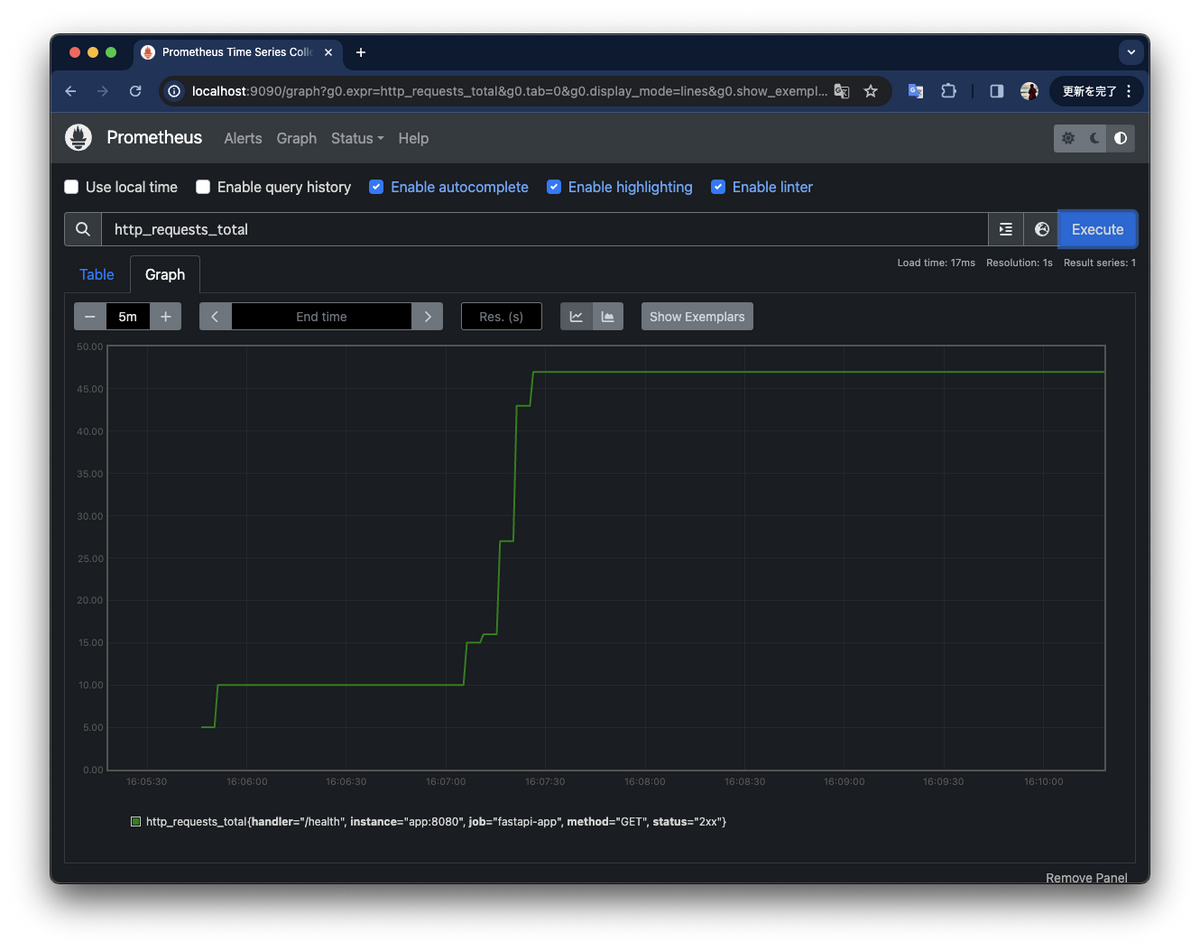 Prometheus Time Series Coll
localhost:9090/graph?g0.expr=http_requests_total&g0.tab=0&g0.display_mode=lines&g0.show_exempl...
更新を完了
Prometheus Alerts Graph Status Help
Use local time Enable query history Enable autocomplete Enable highlighting Enable linter
http_requests_total Execute
Load time: 17ms Resolution: 1s Result series: 1
Table Graph
5m End time Res. (s) Show Exemplars
50.00
45.00
40.00
35.00
30.00
25.00
20.00
15.00
10.00
5.00
0.00
16:05:30 16:06:00 16:06:30 16:07:00 16:07:30 16:08:00 16:08:30 16:09:00 16:09:30 16:10:00
http_requests_total{handler="/health", instance="app:8080", job="fastapi-app", method="GET", status="2xx"}
Remove Panel